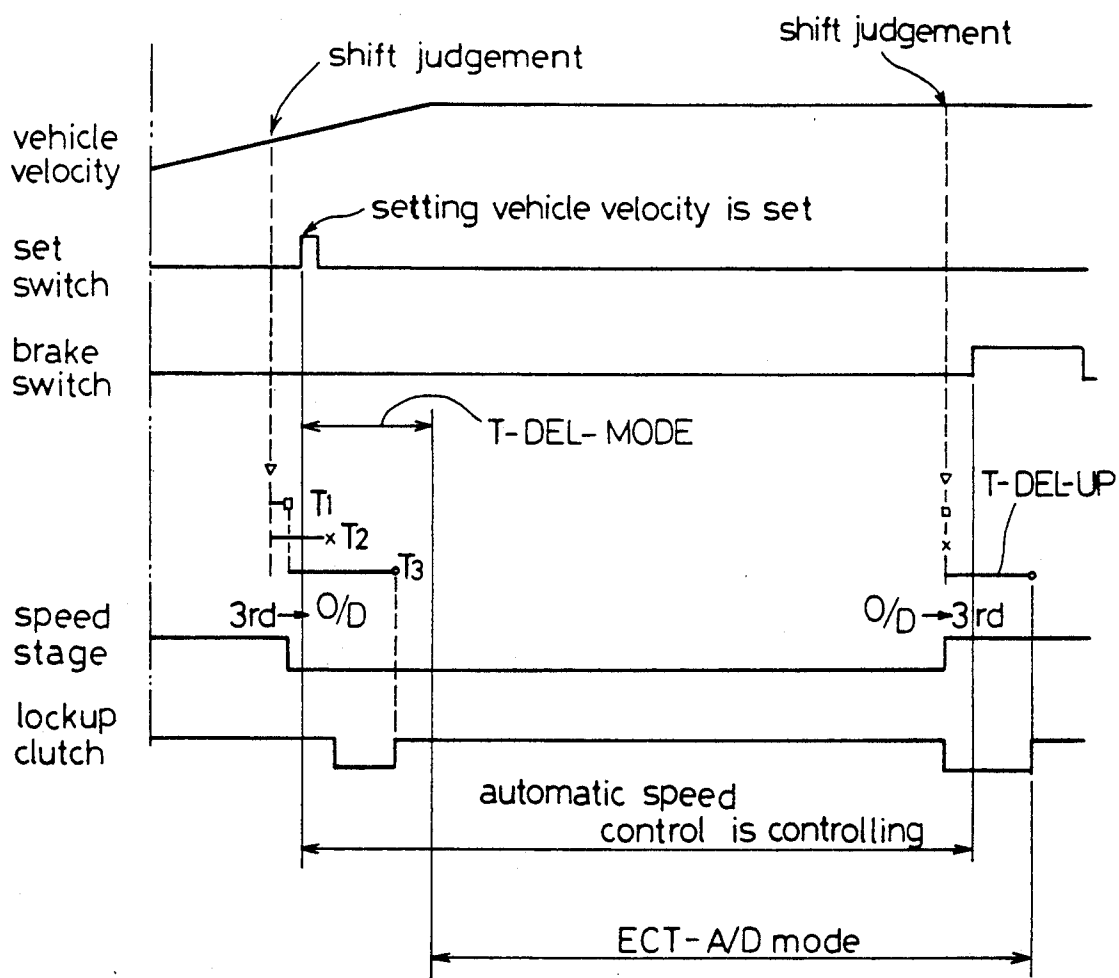 shift judgement
shift judgement
vehicle
velocity
setting vehicle velocity is set
set
switch
brake
switch
T-DEL-MODE
T-DEL-UP
T1
T2
T3
3rd→O/D
O/D→3rd
speed
stage
lockup
clutch
automatic speed
control is controlling
ECT-A/D mode